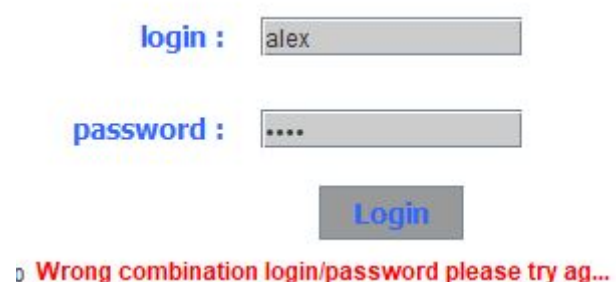 login : alex
password : ••••
Login
Wrong combination login/password please try ag...